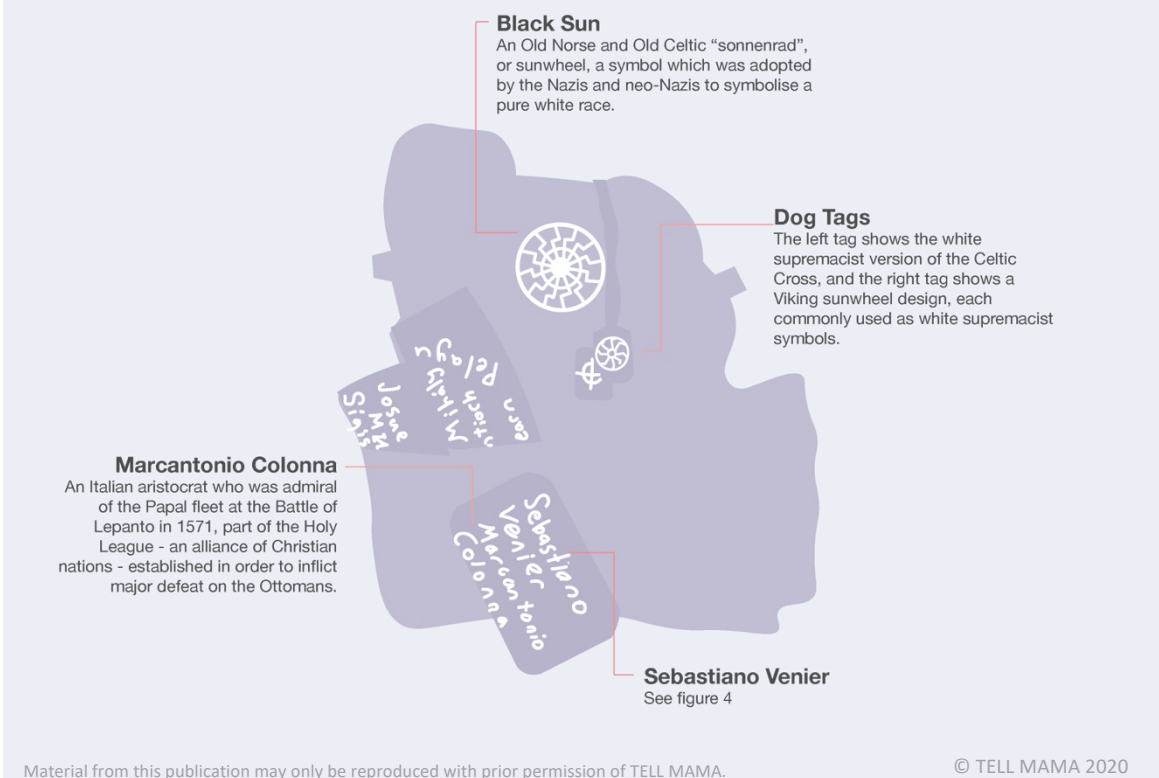 Black Sun
An Old Norse and Old Celtic “sonnenrad”,
or sunwheel, a symbol which was adopted
by the Nazis and neo-Nazis to symbolise a
pure white race.
Dog Tags
The left tag shows the white
supremacist version of the Celtic
Cross, and the right tag shows a
Viking sunwheel design, each
commonly used as white supremacist
symbols.
Pelayy
Mihaly
ntioch
earn
Josue
Sigis
Marcantonio Colonna
An Italian aristocrat who was admiral
of the Papal fleet at the Battle of
Lepanto in 1571, part of the Holy
League - an alliance of Christian
nations - established in order to inflict
major defeat on the Ottomans.
Sebastiano
Venier
Marcantonio
Colonna
Sebastiano Venier
See figure 4
Material from this publication may only be reproduced with prior permission of TELL MAMA.
© TELL MAMA 2020